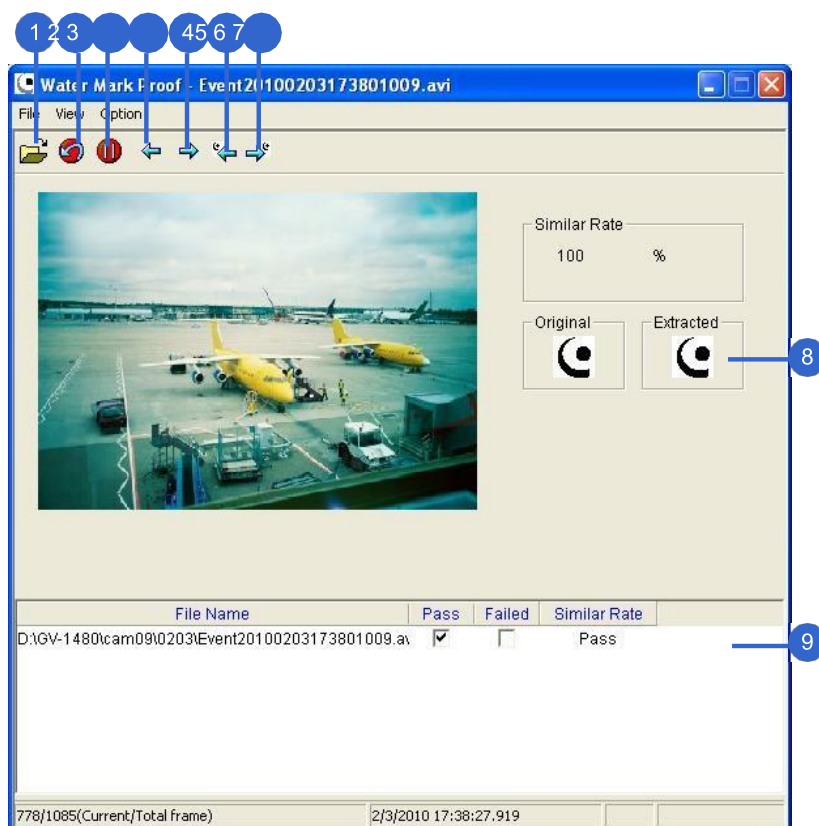 1 2 3 4 5 6 7
Water Mark Proof - Event20100203173801009.avi
File View Option
Similar Rate
100 %
Original Extracted
8
File Name Pass Failed Similar Rate
D:\GV-1480\cam09\0203\Event20100203173801009.av Pass
9
778/1085(Current/Total frame) 2/3/2010 17:38:27.919